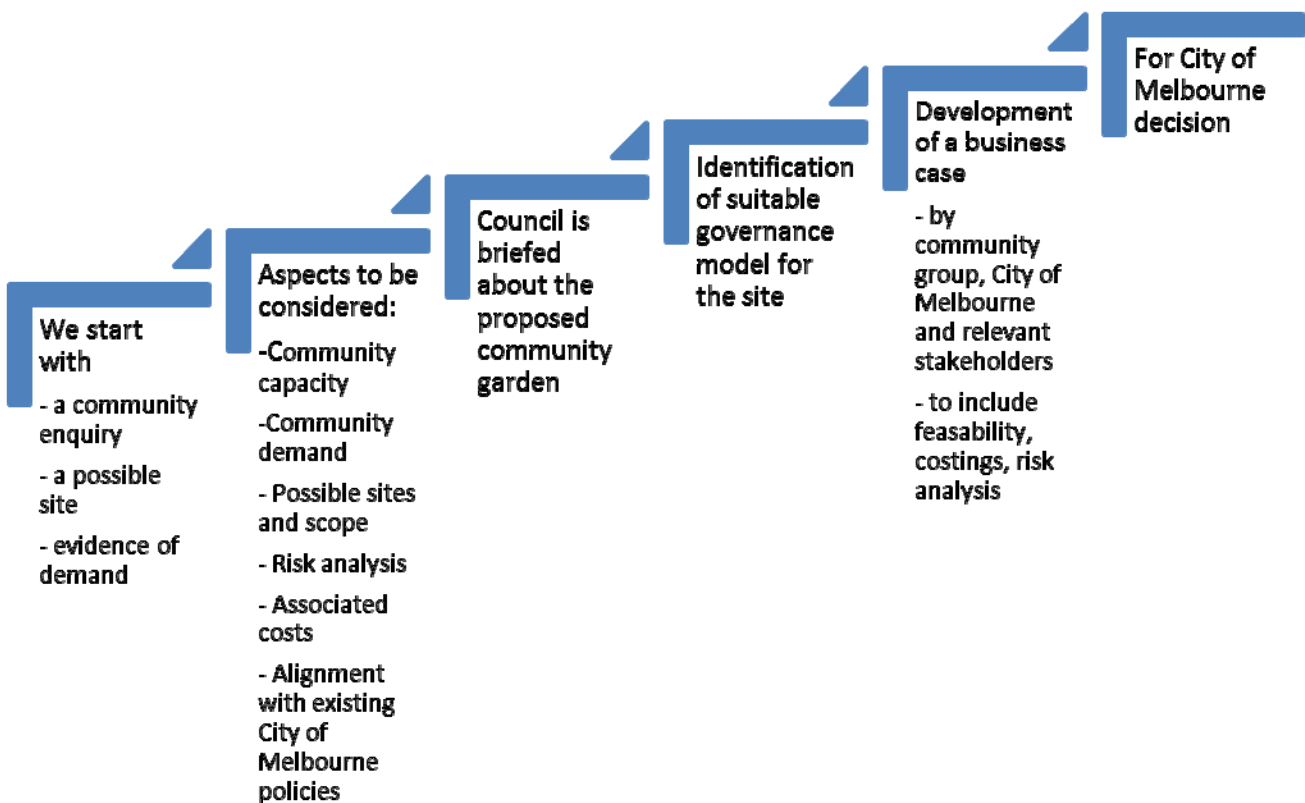 We start
with
- a community
enquiry
- a possible
site
- evidence of
demand
Aspects to be
considered:
-Community
capacity
-Community
demand
- Possible sites
and scope
- Risk analysis
- Associated
costs
- Alignment
with existing
City of
Melbourne
policies
Council is
briefed
about the
proposed
community
garden
Identification
of suitable
governance
model for
the site
Development
of a business
case
- by
community
group, City of
Melbourne
and relevant
stakeholders
- to include
feasability,
costings, risk
analysis
For City of
Melbourne
decision